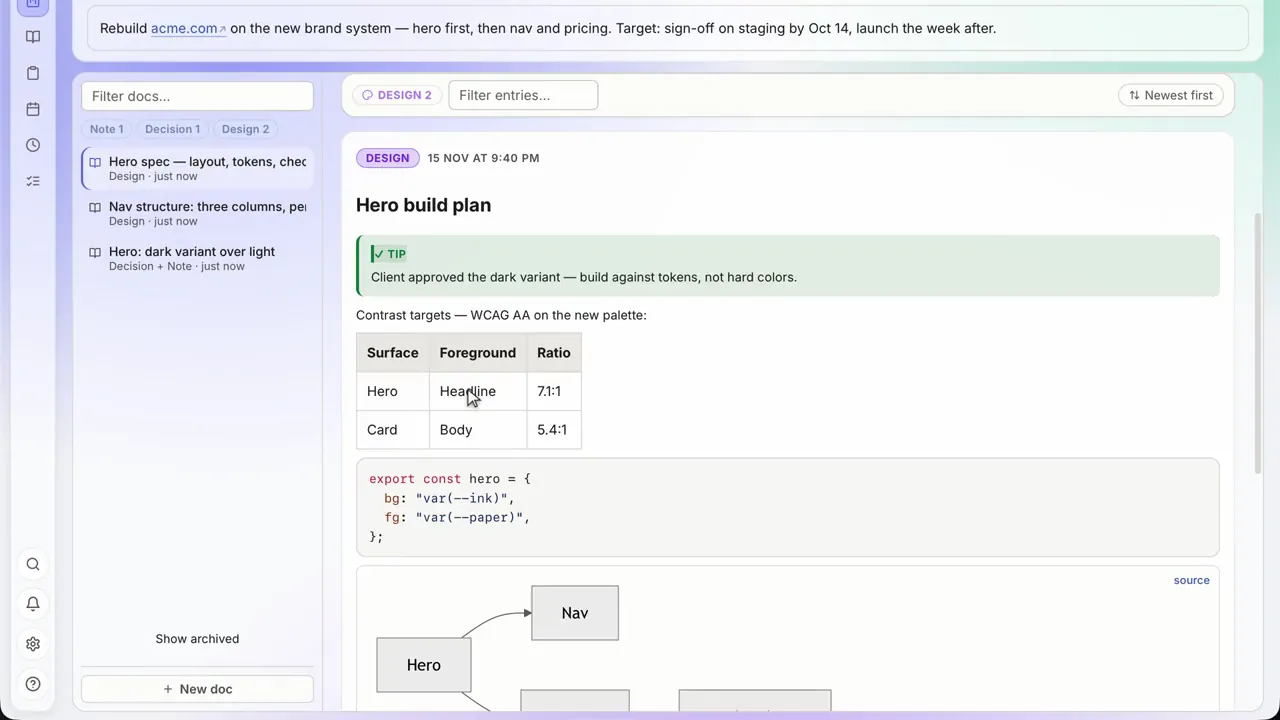 Rebuild acme.com↗ on the new brand system — hero first, then nav and pricing. Target: sign-off on staging by Oct 14, launch the week after.
Filter docs...
Note 1 Decision 1 Design 2
Hero spec — layout, tokens, chec
Design · just now
Nav structure: three columns, per
Design · just now
Hero: dark variant over light
Decision + Note · just now
Show archived
+ New doc
DESIGN 2 Filter entries... Newest first
DESIGN 15 NOV AT 9:40 PM
Hero build plan
✓ TIP
Client approved the dark variant — build against tokens, not hard colors.
Contrast targets — WCAG AA on the new palette:
Surface Foreground Ratio
Hero Headline 7.1:1
Card Body 5.4:1
export const hero = {
bg: "var(--ink)",
fg: "var(--paper)",
};
source
Nav
Hero